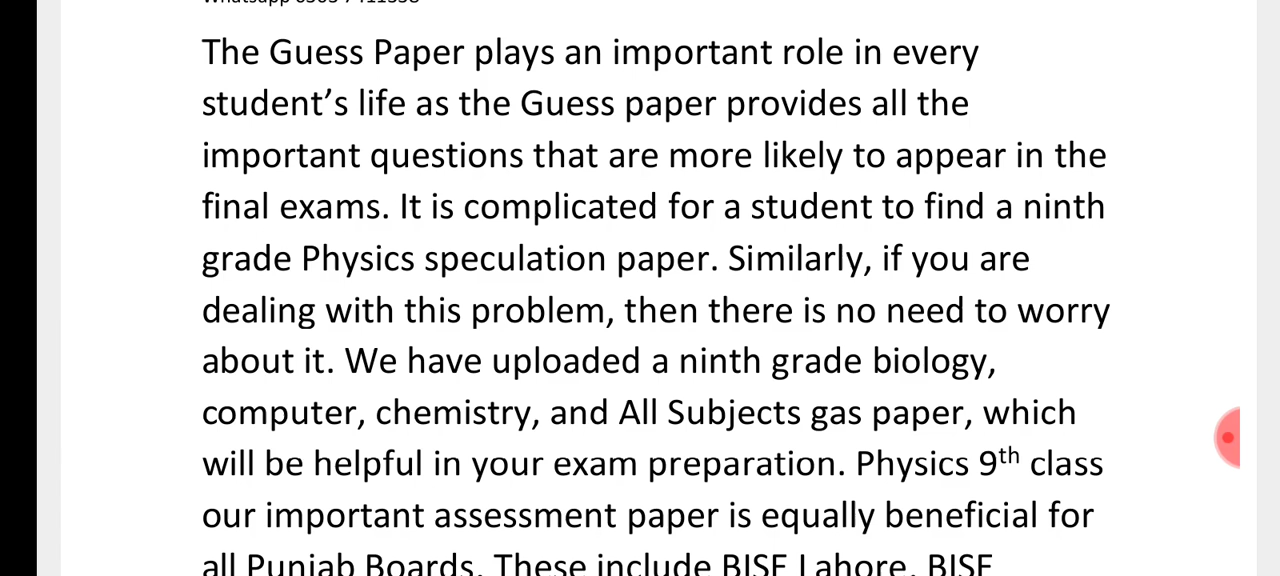 The Guess Paper plays an important role in every
student’s life as the Guess paper provides all the
important questions that are more likely to appear in the
final exams. It is complicated for a student to find a ninth
grade Physics speculation paper. Similarly, if you are
dealing with this problem, then there is no need to worry
about it. We have uploaded a ninth grade biology,
computer, chemistry, and All Subjects gas paper, which
will be helpful in your exam preparation. Physics 9th class
our important assessment paper is equally beneficial for
all Punjab Boards. These include BISE Lahore, BISE